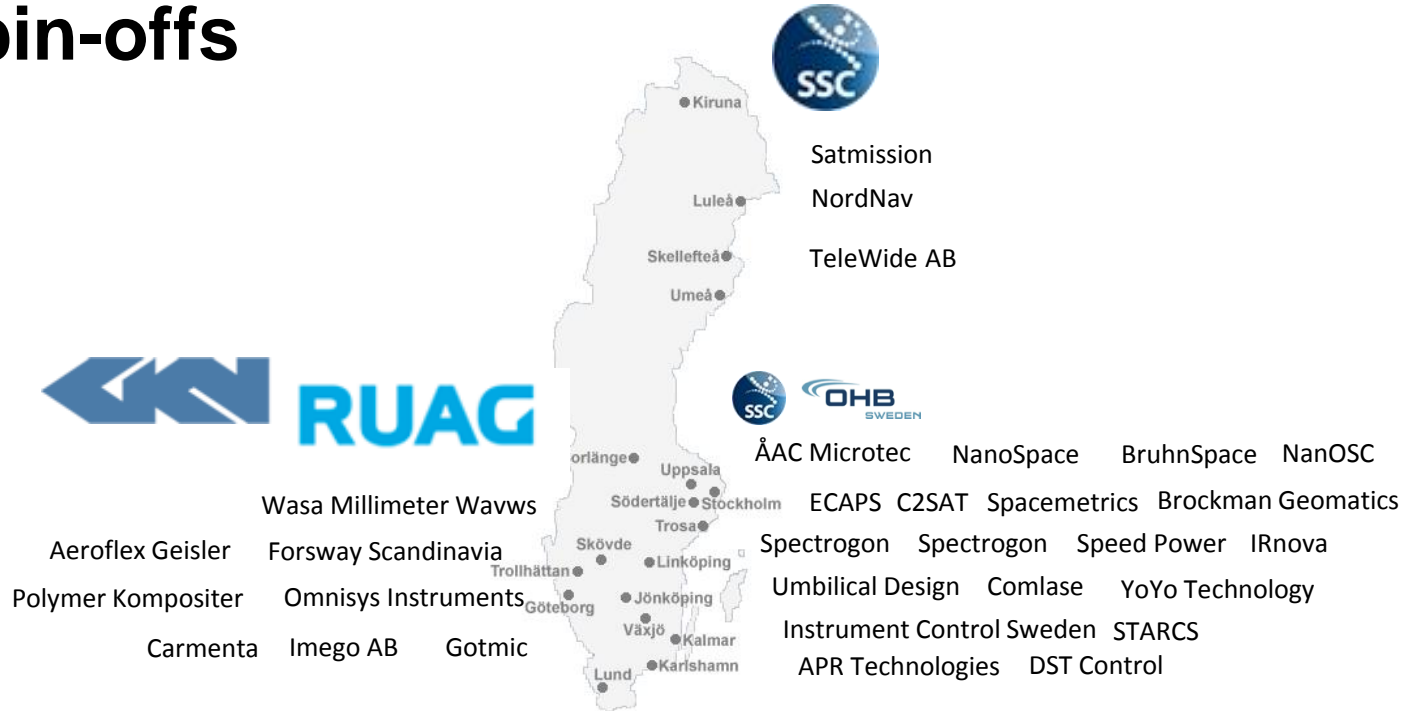 pin-offs
SSC
Kiruna
Satmission
Luleå
NordNav
Skellefteå
TeleWide AB
Umeå
GKN
RUAG
SSC
OHB
SWEDEN
orlänge
ÅAC Microtec NanoSpace BruhnSpace NanOSC
Uppsala
Wasa Millimeter Wavws
Södertälje Stockholm
ECAPS C2SAT Spacemetrics Brockman Geomatics
Trosa
Aeroflex Geisler Forsway Scandinavia
Skövde
Linköping
Spectrogon Spectrogon Speed Power IRnova
Trollhättan
Polymer Kompositer Omnisys Instruments
Göteborg
Jönköping
Umbilical Design Comlase YoYo Technology
Växjö
Kalmar
Instrument Control Sweden STARCS
Carmenta Imego AB Gotmic
Karlshamn
APR Technologies DST Control
Lund